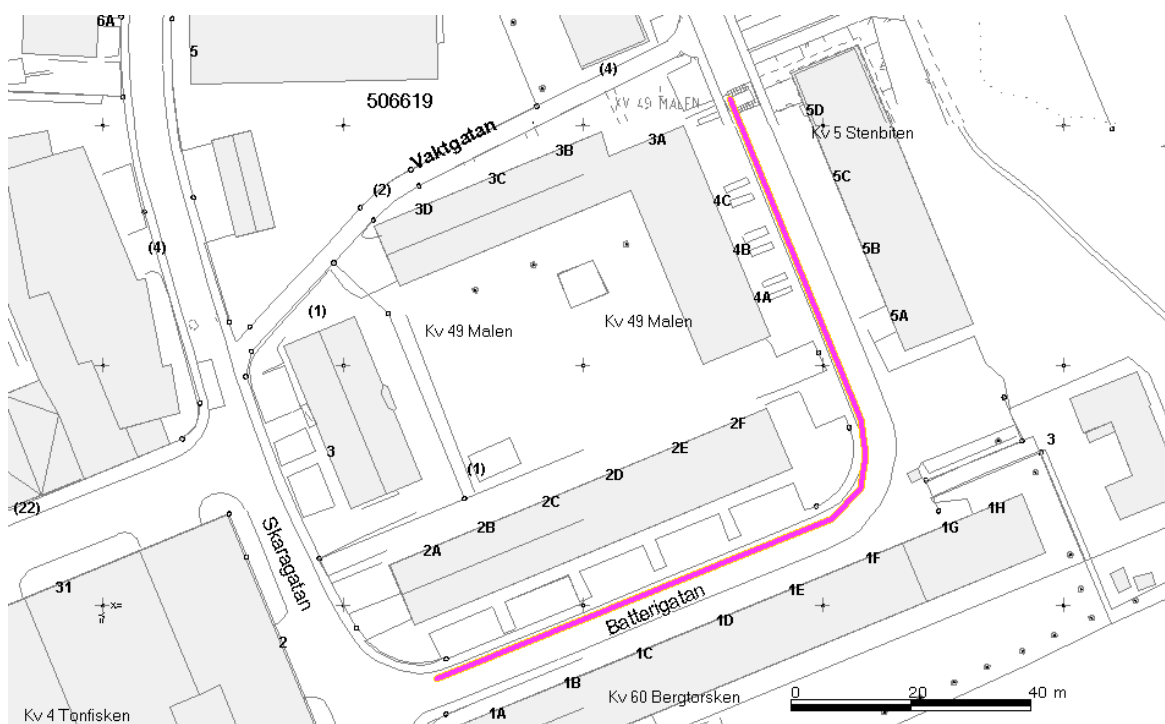 6A
5
506619
(4)
KV 49 MALEN
5D
Kv 5 Stenbiten
Vaktgatan
3A
3B
3C
(2)
3D
5C
4C
(4)
4B
5B
4A
(1)
5A
Kv 49 Malen
Kv 49 Malen
2F
3
2E
3
(1)
2D
2C
(22)
2B
1H
1G
2A
Skaragatan
1F
31
1E
x=
Batterigatan
1D
2
1C
1B
Kv 60 Bergtorsken
0 20 40 m
1A
Kv 4 Tonfisken